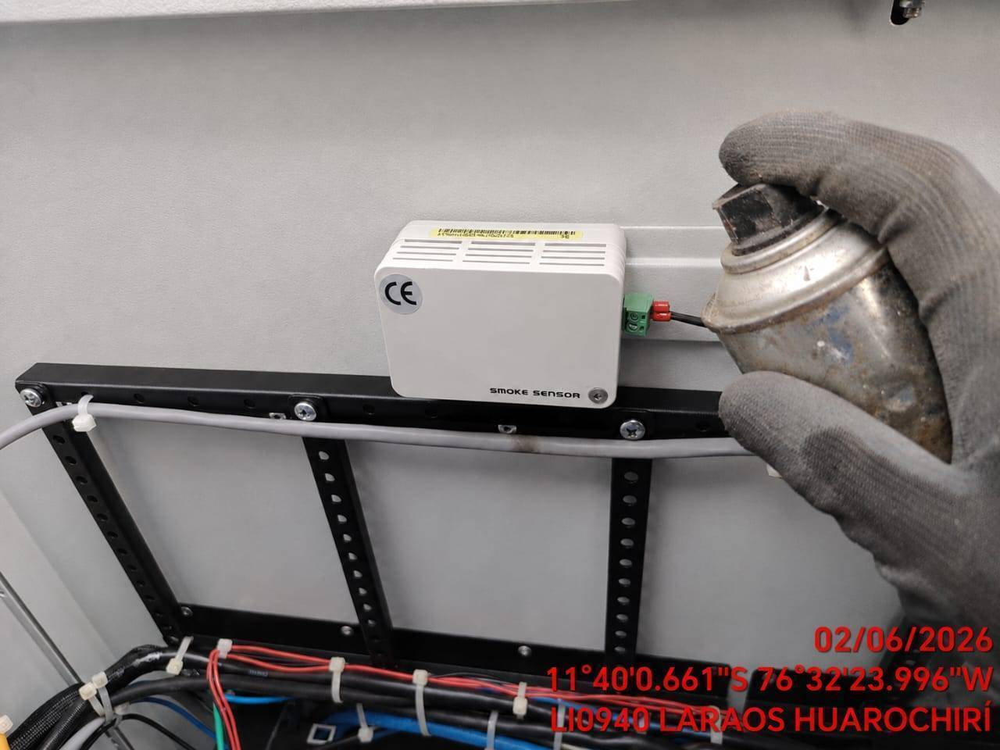 CE
SMOKE SENSOR
02/06/2026
11°40'0.661"S 76°32'23.996"W
LI0940 LARAOS HUAROCHIRÍ